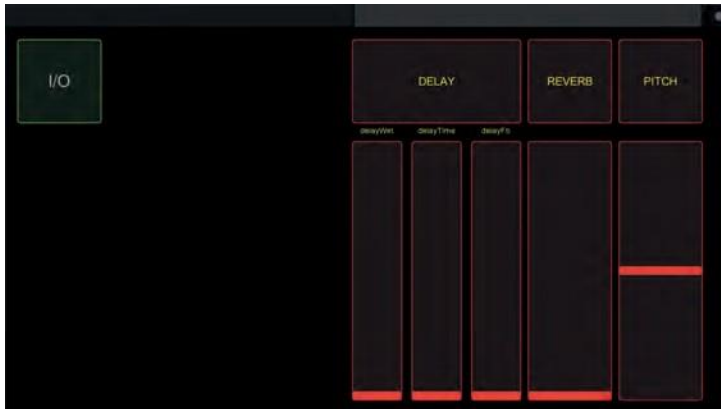 I/O
DELAY
REVERB
PITCH
delayWet
delayTime
delayFb